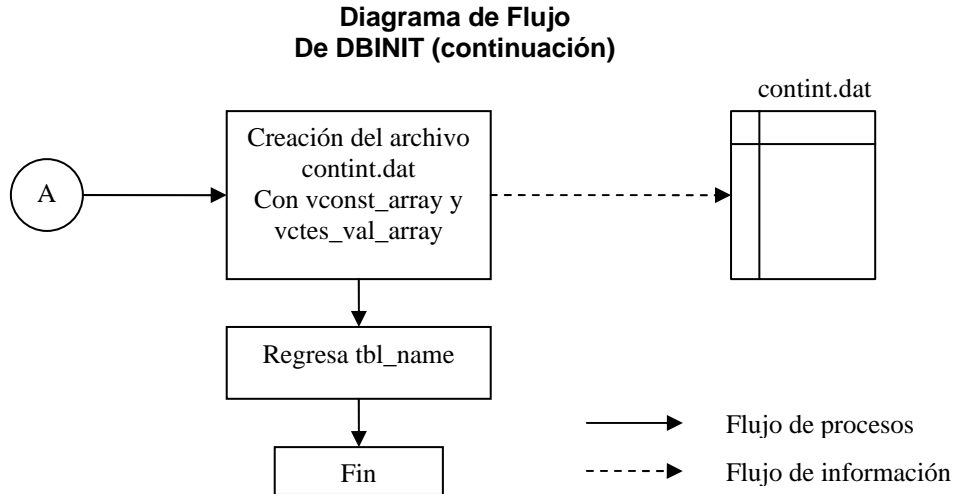 Diagrama de Flujo
De DBINIT (continuación)
contint.dat
A
Creación del archivo
contint.dat
Con vconst_array y
vctes_val_array
Regresa tbl_name
Fin
Flujo de procesos
Flujo de información